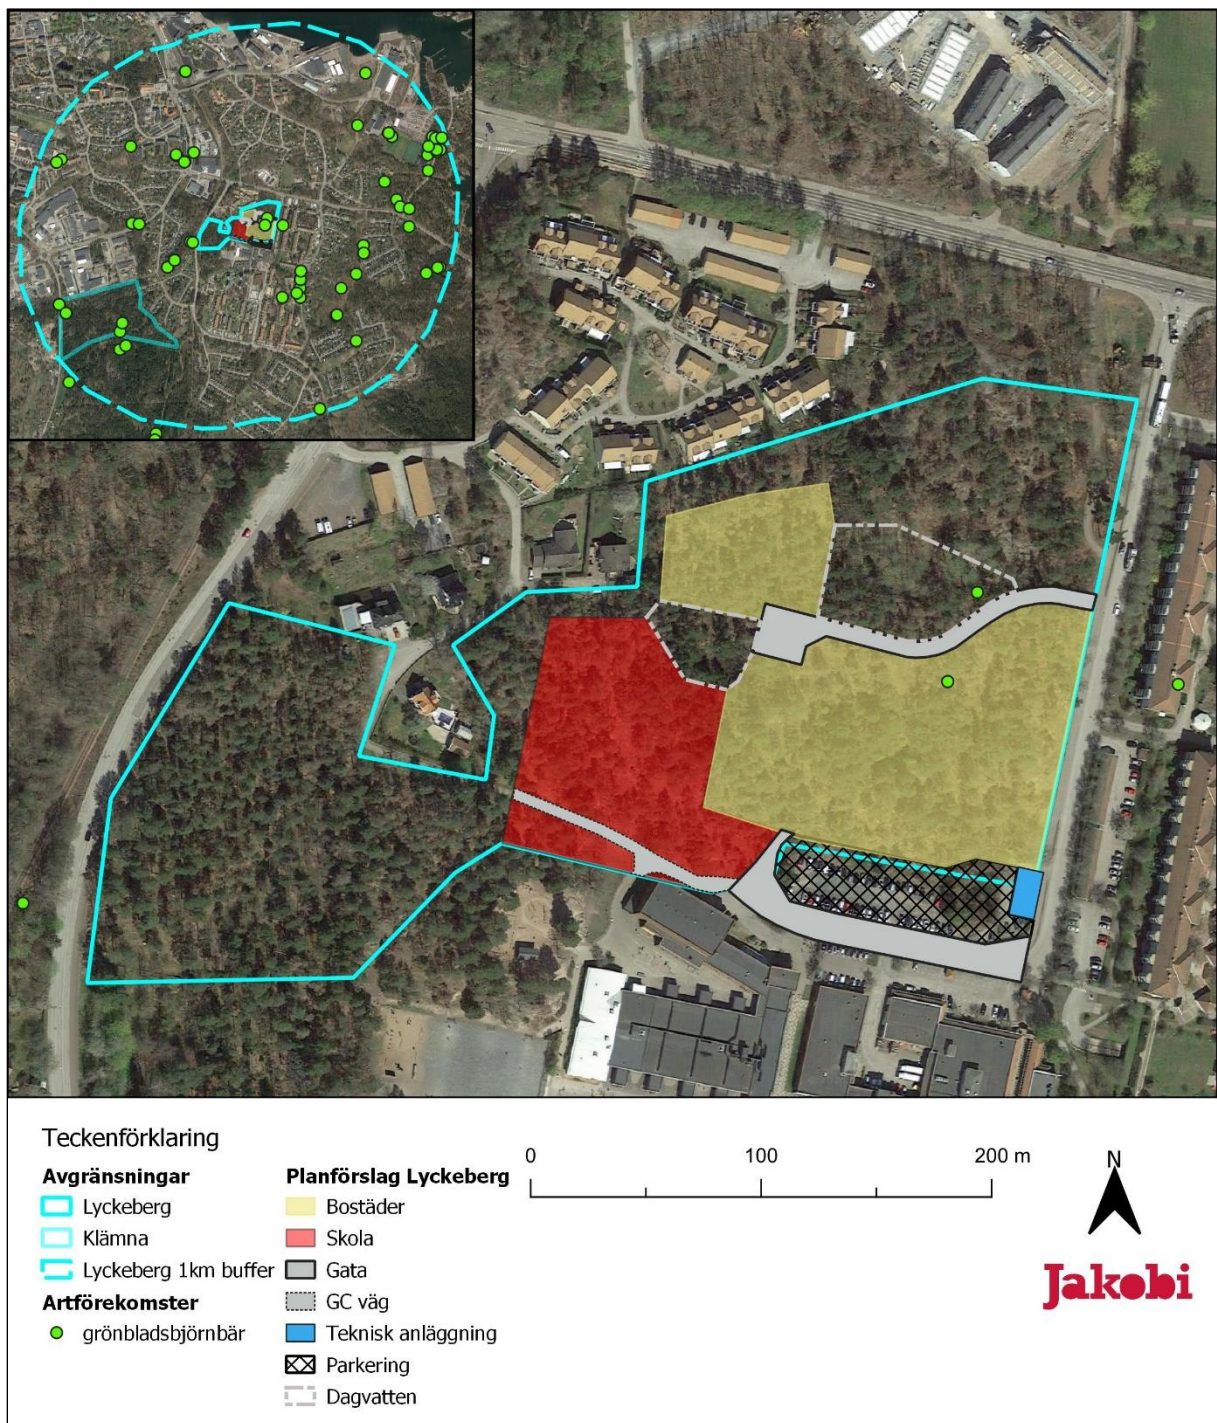 Teckenförklaring
Avgränsningar
Lyckeberg
Klämna
Lyckeberg 1km buffer
Artförekomster
grönbladsbjörnbär
Planförslag Lyckeberg
Bostäder
Skola
Gata
GC väg
Teknisk anläggning
Parkering
Dagvatten
0 100 200 m
N
Jakobi